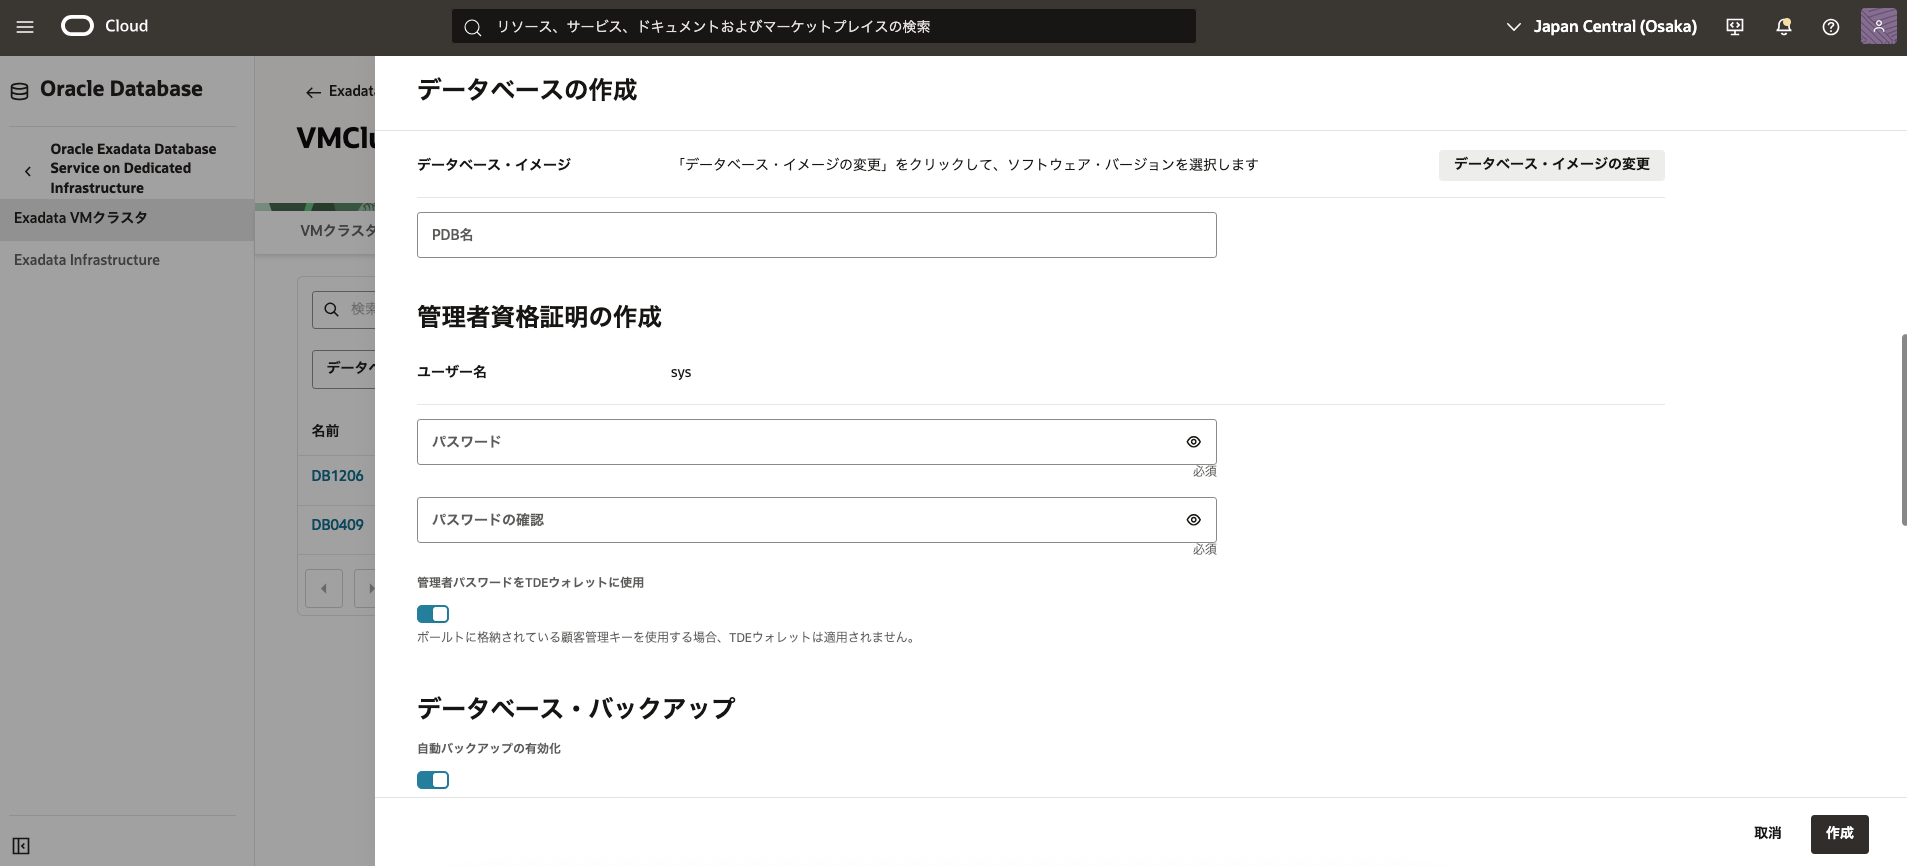 Cloud
リソース、サービス、ドキュメントおよびマーケットプレイスの検索
Japan Central (Osaka)
Oracle Database
Oracle Exadata Database
Service on Dedicated
Infrastructure
Exadata VMクラスタ
Exadata Infrastructure
Exadat
VMClu
VMクラスタ
検索
データベ
名前
DB1206
DB0409
データベースの作成
データベース・イメージ
「データベース・イメージの変更」をクリックして、ソフトウェア・バージョンを選択します
データベース・イメージの変更
PDB名
管理者資格証明の作成
ユーザー名
sys
パスワード
必須
パスワードの確認
必須
管理者パスワードをTDEウォレットに使用
ボールトに格納されている顧客管理キーを使用する場合、TDEウォレットは適用されません。
データベース・バックアップ
自動バックアップの有効化
取消
作成